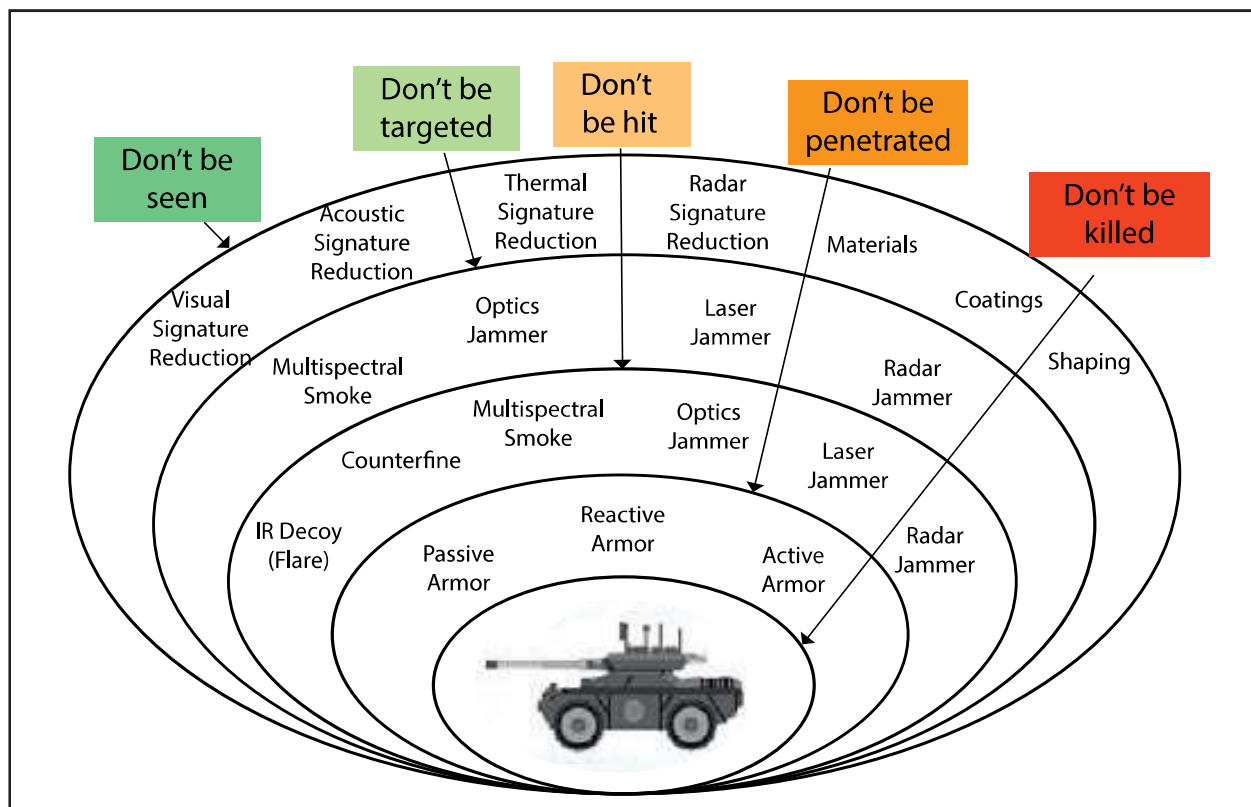 Don't be
seen
Don't be
targeted
Don't
be hit
Don't be
penetrated
Don't be
killed
Visual
Signature
Reduction
Acoustic
Signature
Reduction
Thermal
Signature
Reduction
Radar
Signature
Reduction
Materials
Coatings
Shaping
Multispectral
Smoke
Optics
Jammer
Laser
Jammer
Radar
Jammer
IR Decoy
(Flare)
Counterfine
Multispectral
Smoke
Optics
Jammer
Laser
Jammer
Radar
Jammer
Passive
Armor
Reactive
Armor
Active
Armor